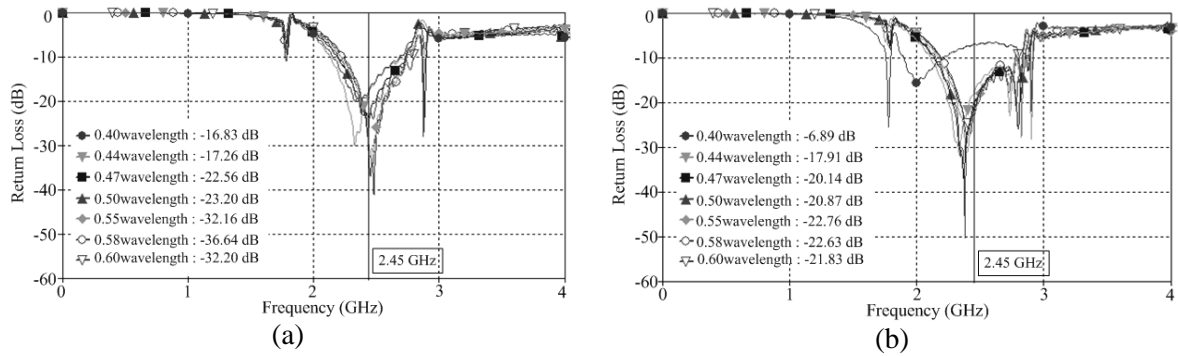 0
-10
-20
-30
-40
-50
-60
Return Loss (dB)
0.40wavelength : -16.83 dB
0.44wavelength : -17.26 dB
0.47wavelength : -22.56 dB
0.50wavelength : -23.20 dB
0.55wavelength : -32.16 dB
0.58wavelength : -36.64 dB
0.60wavelength : -32.20 dB
2.45 GHz
0 1 2 3 4
Frequency (GHz)
(a)
0
-10
-20
-30
-40
-50
-60
Return Loss (dB)
0.40wavelength : -6.89 dB
0.44wavelength : -17.91 dB
0.47wavelength : -20.14 dB
0.50wavelength : -20.87 dB
0.55wavelength : -22.76 dB
0.58wavelength : -22.63 dB
0.60wavelength : -21.83 dB
2.45 GHz
0 1 2 3 4
Frequency (GHz)
(b)